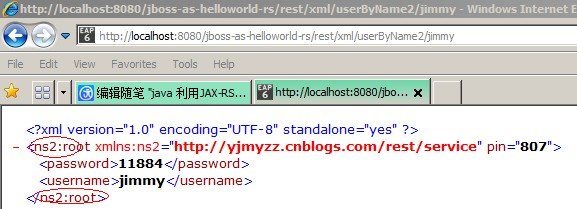 http://localhost:8080/jboss-as-helloworld-rs/rest/xml/userByName2/jimmy - Windows Internet E
EAP 6 http://localhost:8080/jboss-as-helloworld-rs/rest/xml/userByName2/jimmy
File Edit View Favorites Tools Help
编辑随笔 "java 利用JAX-RS... EAP 6 http://localhost:8080/jbo...
<?xml version="1.0" encoding="UTF-8" standalone="yes" ?>
- <ns2:root xmlns:ns2="http://yjmyzz.cnblogs.com/rest/service" pin="807">
<password>11884</password>
<username>jimmy</username>
</ns2:root>